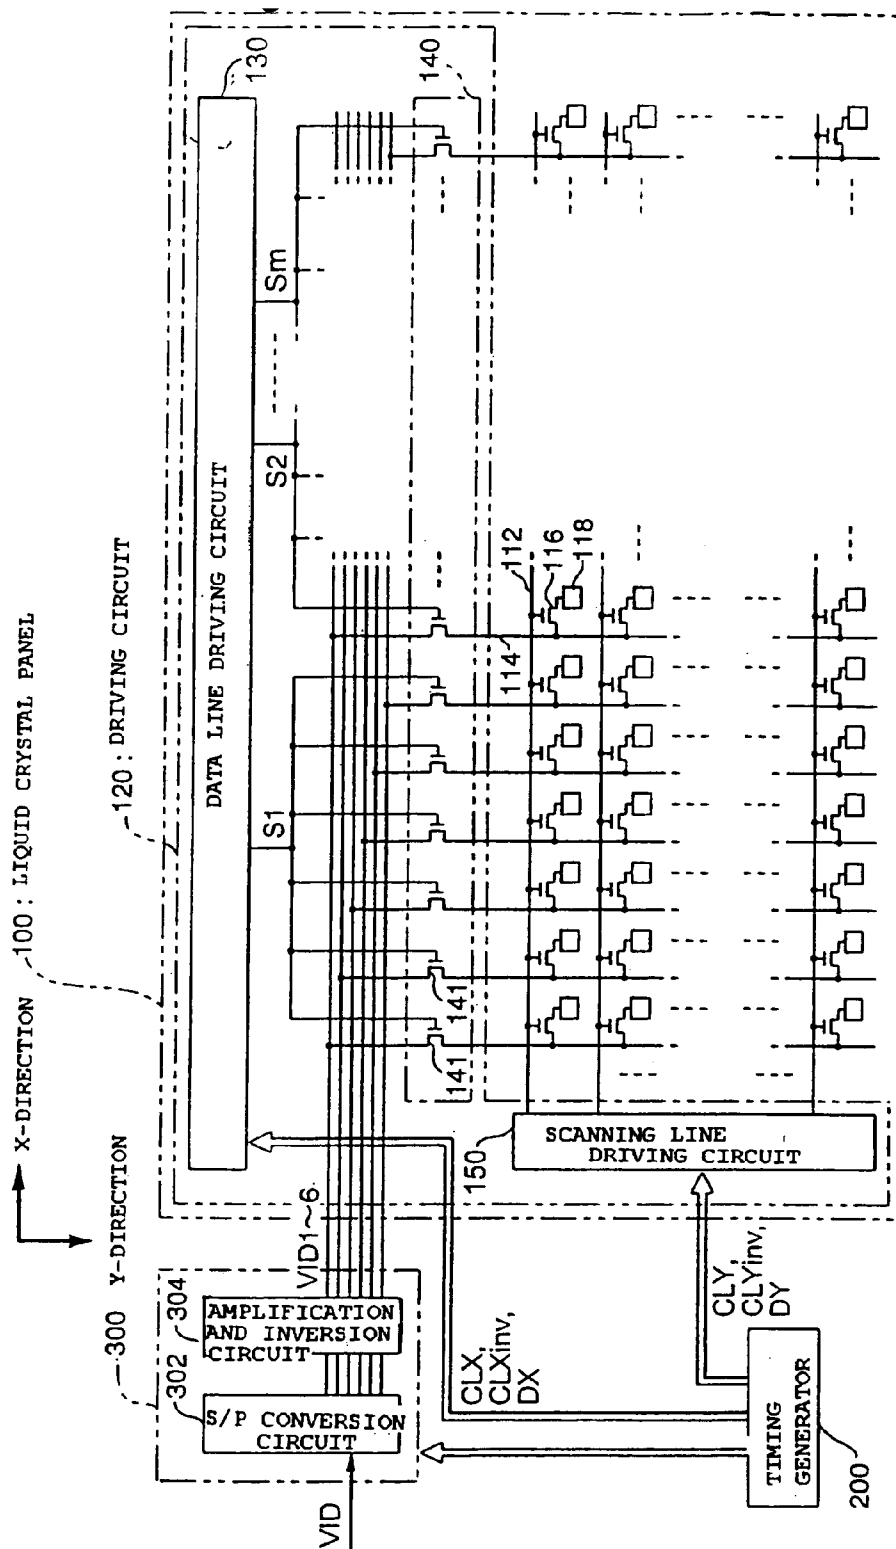 X-DIRECTION
Y-DIRECTION
100 : LIQUID CRYSTAL PANEL
120 : DRIVING CIRCUIT
130
DATA LINE DRIVING CIRCUIT
S1
S2
Sm
140
300
304
AMPLIFICATION
AND INVERSION
CIRCUIT
302
S/P CONVERSION
CIRCUIT
VID
VID1~6
141
141
112
116
118
114
150
SCANNING LINE
DRIVING CIRCUIT
CLX,
CLXinv,
DX
CLY,
CLYinv,
DY
TIMING
GENERATOR
200